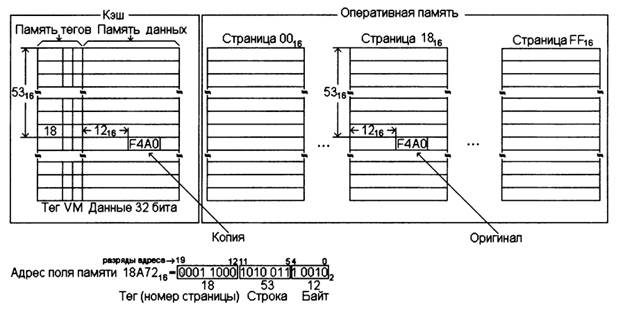 Кэш
Оперативная память
Память тегов Память данных
Страница 00₁₆ Страница 18₁₆ Страница FF₁₆
53₁₆ 53₁₆
18 12₁₆ 12₁₆
F4A0 ... F4A0 ...
Тег VM Данные 32 бита
Копия Оригинал
разряды адреса→19 12 11 5 4 0
Адрес поля памяти 18A72₁₆= 0001 1000 1010 011 1 0010₂
18 53 12
Тег (номер страницы) Строка Байт